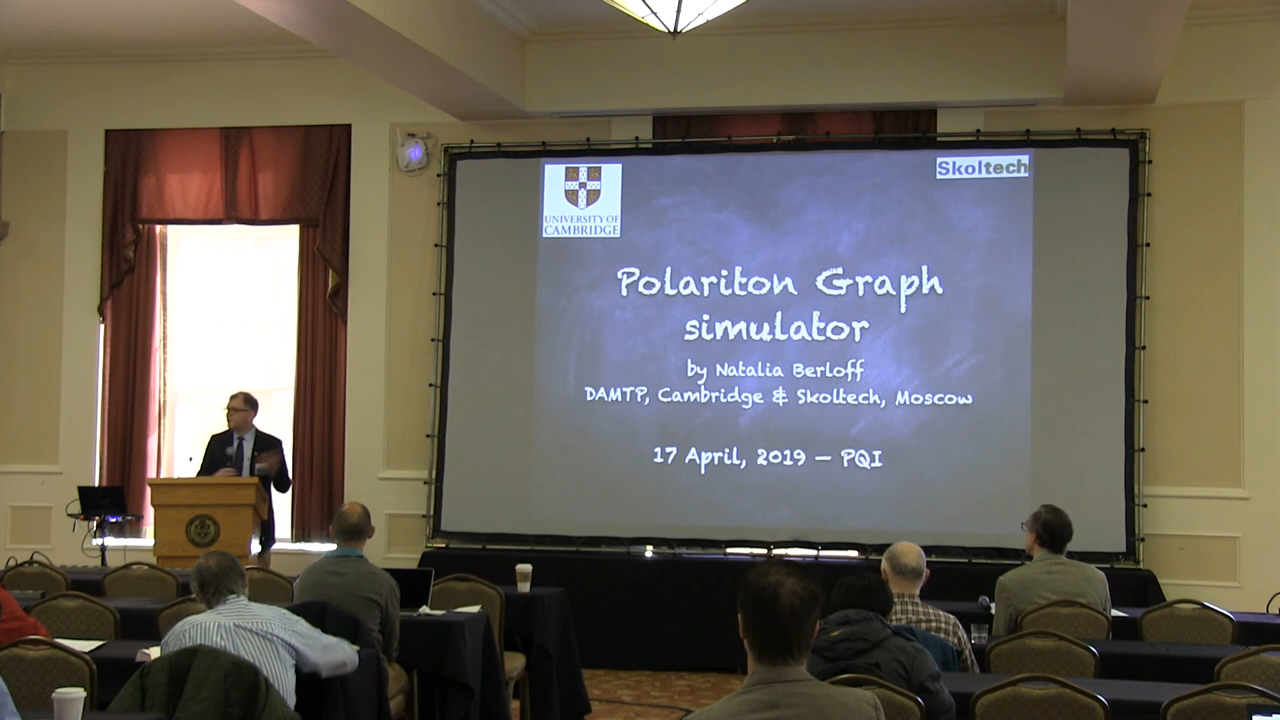 UNIVERSITY OF
CAMBRIDGE
Skoltech
Polariton Graph
simulator
by Natalia Berloff
DAMTP, Cambridge & Skoltech, Moscow
17 April, 2019 – PQI